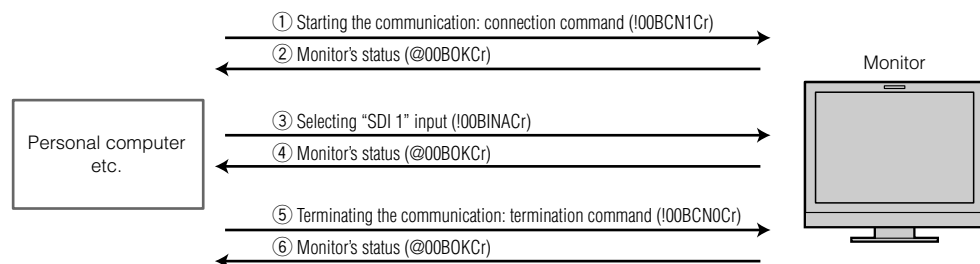 ① Starting the communication: connection command (!00BCN1Cr)
② Monitor's status (@00BOKCr)
Monitor
③ Selecting “SDI 1” input (!00BINACr)
Personal computer
etc.
④ Monitor's status (@00BOKCr)
⑤ Terminating the communication: termination command (!00BCN0Cr)
⑥ Monitor's status (@00BOKCr)